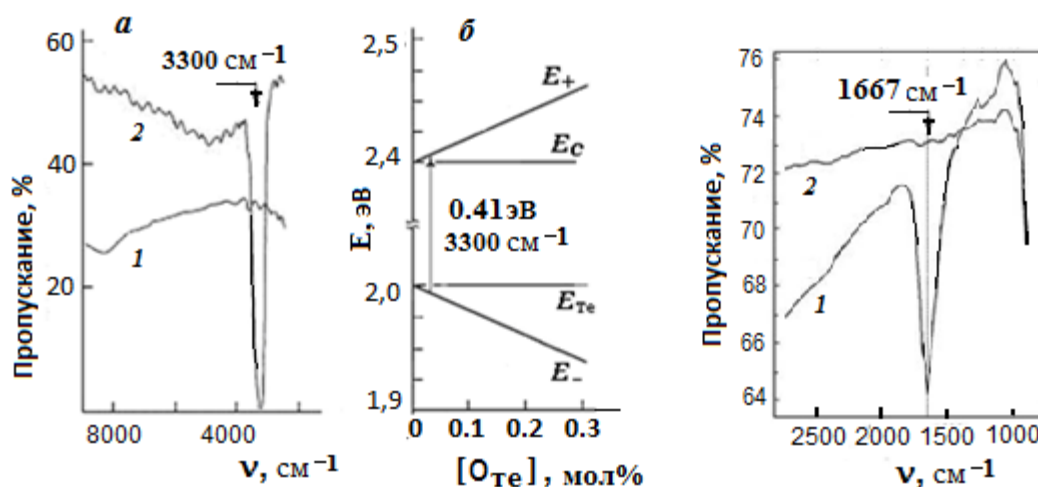 а
60
3300 см⁻¹
2
40
1
20
8000
4000
ν, см⁻¹
Пропускание, %
б
2,5
E₊
2,4
E_C
0.41эВ
3300 см⁻¹
2,0
E_Te
E₋
1,9
.0
0.1
0.2
0.3
[O_Te], мол%
E, эВ
76
1667 см⁻¹
74
2
72
70
1
68
66
64
2500
2000
1500
1000
ν, см⁻¹
Пропускание, %